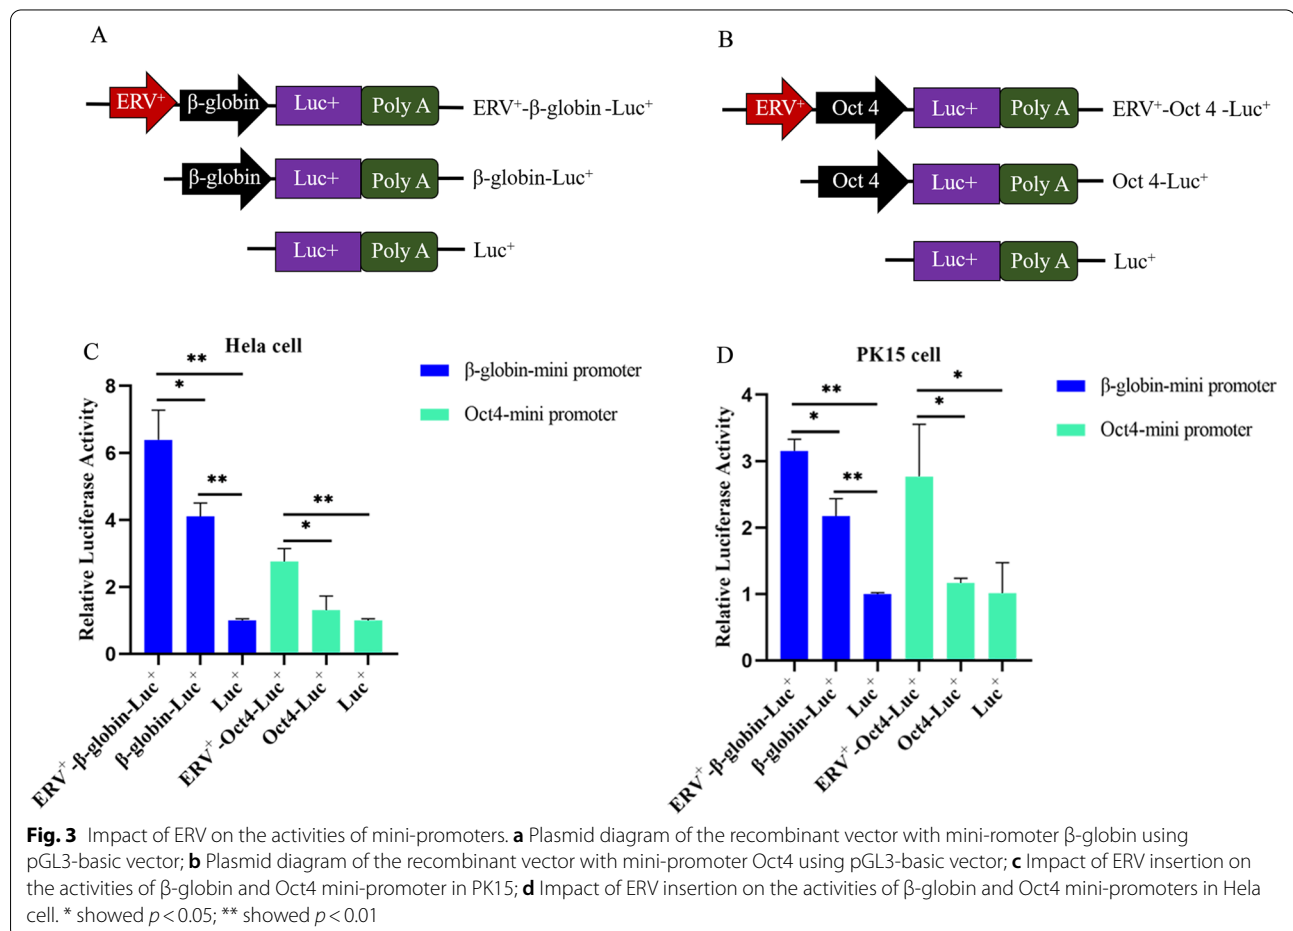 A
ERV⁺ β-globin Luc+ Poly A ERV⁺-β-globin -Luc⁺
β-globin Luc+ Poly A β-globin-Luc⁺
Luc+ Poly A Luc⁺
B
ERV⁺ Oct 4 Luc+ Poly A ERV⁺-Oct 4 -Luc⁺
Oct 4 Luc+ Poly A Oct 4-Luc⁺
Luc+ Poly A Luc⁺
C
Hela cell
β-globin-mini promoter
Oct4-mini promoter
Relative Luciferase Activity
8
6
4
2
0
**
*
**
**
*
ERV⁺-β-globin-Luc⁺
β-globin-Luc⁺
Luc⁺
ERV⁺-Oct4-Luc⁺
Oct4-Luc⁺
Luc⁺
D
PK15 cell
β-globin-mini promoter
Oct4-mini promoter
Relative Luciferase Activity
4
3
2
1
0
**
*
**
*
*
ERV⁺-β-globin-Luc⁺
β-globin-Luc⁺
Luc⁺
ERV⁺-Oct4-Luc⁺
Oct4-Luc⁺
Luc⁺
Fig. 3 Impact of ERV on the activities of mini-promoters. a Plasmid diagram of the recombinant vector with mini-romoter β-globin using
pGL3-basic vector; b Plasmid diagram of the recombinant vector with mini-promoter Oct4 using pGL3-basic vector; c Impact of ERV insertion on
the activities of β-globin and Oct4 mini-promoter in PK15; d Impact of ERV insertion on the activities of β-globin and Oct4 mini-promoters in Hela
cell. * showed p < 0.05; ** showed p < 0.01